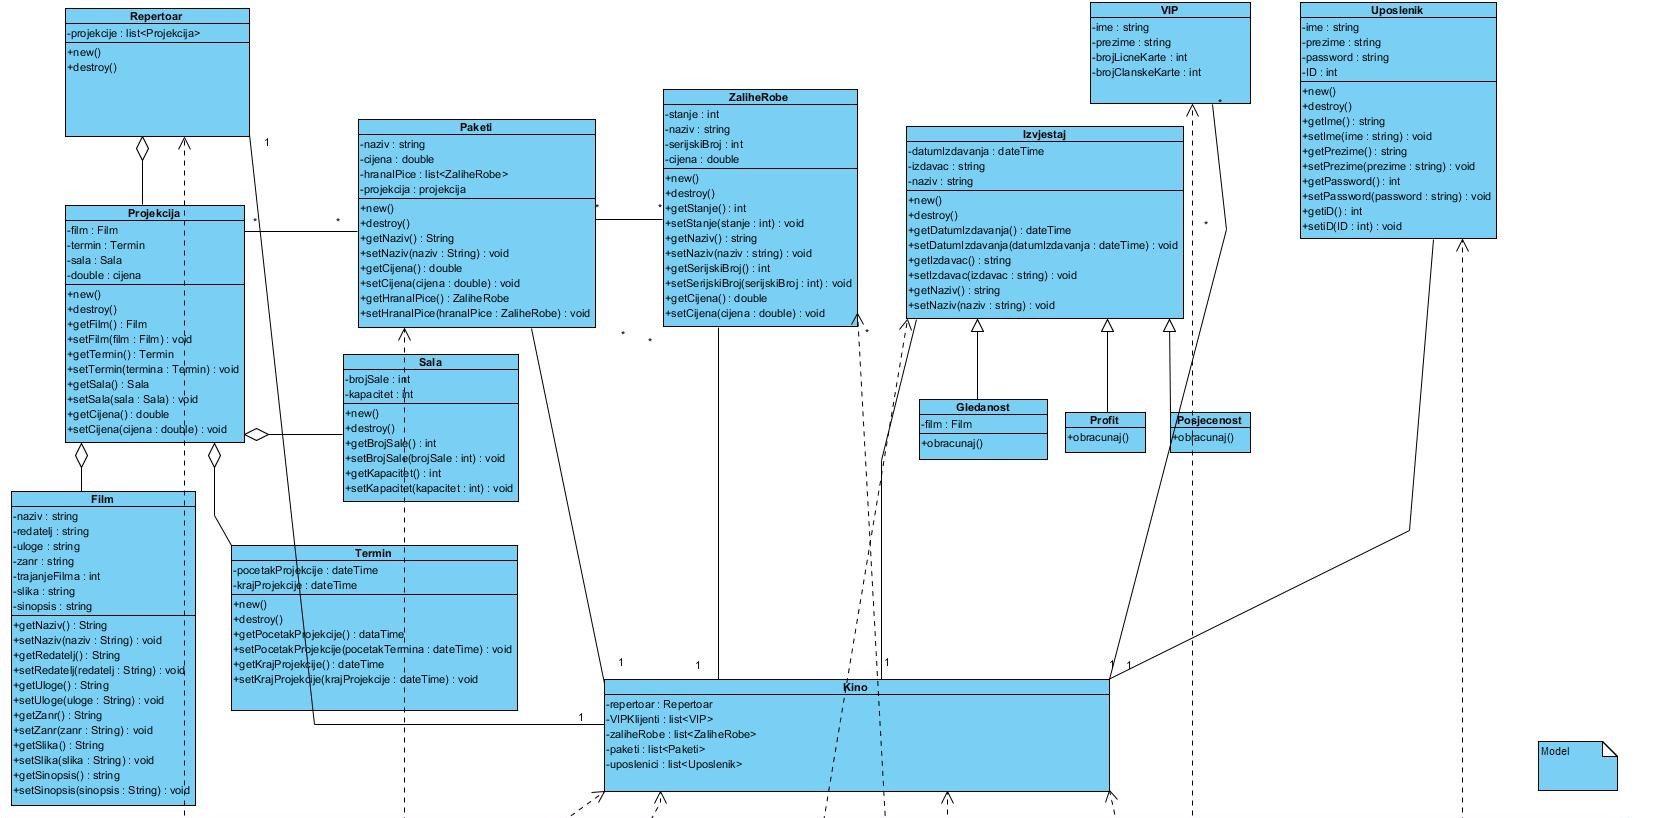 Repertoar
-projekcije : list<Projekcija>
+new()
+destroy()
1
Projekcija
-film : Film
-termin : Termin
-sala : Sala
-double : cijena
+new()
+destroy()
+getFilm() : Film
+setFilm(film : Film) : void
+getTermin() : Termin
+setTermin(termina : Termin) : void
+getSala() : Sala
+setSala(sala : Sala) : void
+getCijena() : double
+setCijena(cijena : double) : void
*
*
Film
-naziv : string
-redatelj : string
-uloge : string
-zanr : string
-trajanjeFilma : int
-slika : string
-sinopsis : string
+getNaziv() : String
+setNaziv(naziv : String) : void
+getRedatelj() : String
+setRedatelj(redatelj : String) : void
+getUloge() : String
+setUloge(uloge : String) : void
+getZanr() : String
+setZanr(zanr : String) : void
+getSlika() : String
+setSlika(slika : String) : void
+getSinopsis() : string
+setSinopsis(sinopsis : String) : void
Paketi
-naziv : string
-cijena : double
-hranaIPice : list<ZaliheRobe>
-projekcija : projekcija
+new()
+destroy()
+getNaziv() : String
+setNaziv(naziv : String) : void
+getCijena() : double
+setCijena(cijena : double) : void
+getHranaIPice() : ZaliheRobe
+setHranaIPice(hranaIPice : ZaliheRobe) : void
*
*
*
*
Sala
-brojSale : int
-kapacitet : int
+new()
+destroy()
+getBrojSale() : int
+setBrojSale(brojSale : int) : void
+getKapacitet() : int
+setKapacitet(kapacitet : int) : void
Termin
-pocetakProjekcije : dateTime
-krajProjekcije : dateTime
+new()
+destroy()
+getPocetakProjekcije() : dataTime
+setPocetakProjekcije(pocetakTermina : dateTime) : void
+getKrajProjekcije() : dateTime
+setKrajProjekcije(krajProjekcije : dateTime) : void
ZaliheRobe
-stanje : int
-naziv : string
-serijskiBroj : int
-cijena : double
+new()
+destroy()
+getStanje() : int
+setStanje(stanje : int) : void
+getNaziv() : string
+setNaziv(naziv : string) : void
+getSerijskiBroj() : int
+setSerijskiBroj(serijskiBroj : int) : void
+getCijena() : double
+setCijena(cijena : double) : void
*
Izvjestaj
-datumIzdavanja : dateTime
-izdavac : string
-naziv : string
+new()
+destroy()
+getDatumIzdavanja() : dateTime
+setDatumIzdavanja(datumIzdavanja : dateTime) : void
+getIzdavac() : string
+setIzdavac(izdavac : string) : void
+getNaziv() : string
+setNaziv(naziv : string) : void
Gledanost
-film : Film
+obracunaj()
Profit
+obracunaj()
Posjecenost
+obracunaj()
VIP
-ime : string
-prezime : string
-brojLicneKarte : int
-brojClanskeKarte : int
*
*
Uposlenik
-ime : string
-prezime : string
-password : string
-ID : int
+new()
+destroy()
+getIme() : string
+setIme(ime : string) : void
+getPrezime() : string
+setPrezime(prezime : string) : void
+getPassword() : int
+setPassword(password : string) : void
+getiD() : int
+setiD(ID : int) : void
1
1
1
1
1
1
Kino
-repertoar : Repertoar
-VIPKlijenti : list<VIP>
-zaliheRobe : list<ZaliheRobe>
-paketi : list<Paketi>
-uposlenici : list<Uposlenik>
Model